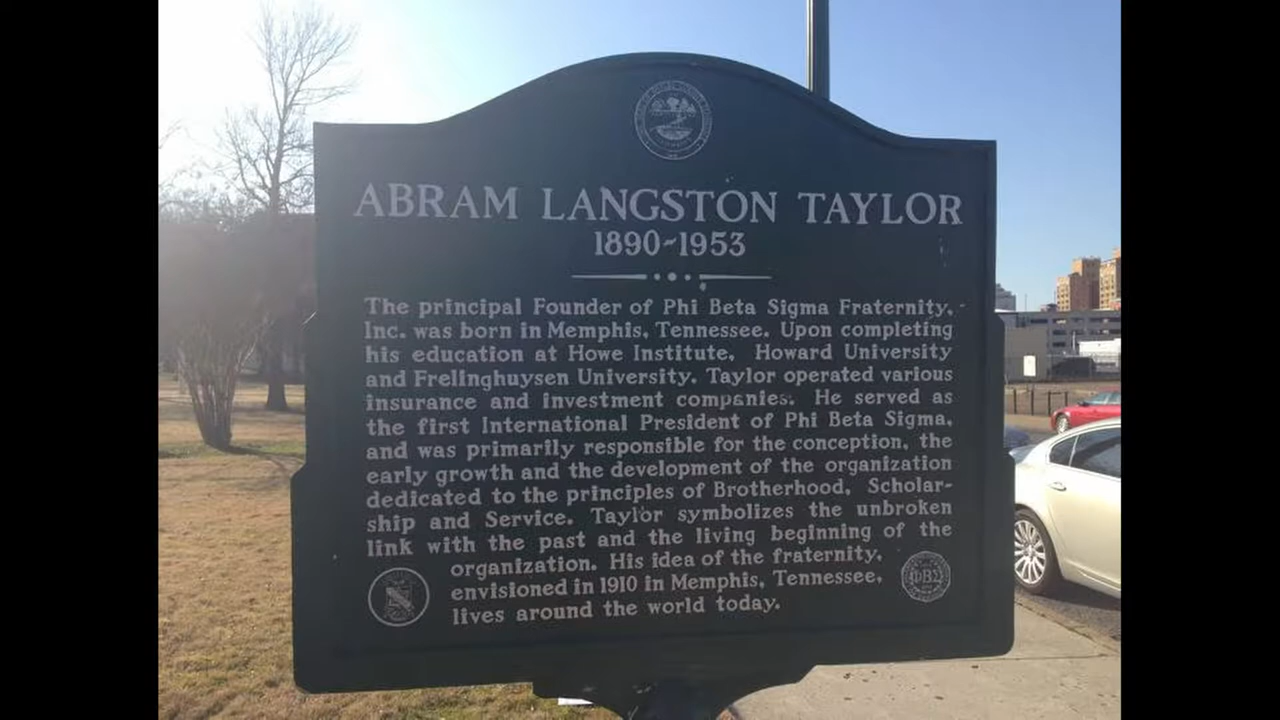 ABRAM LANGSTON TAYLOR
1890-1953
The principal Founder of Phi Beta Sigma Fraternity,
Inc. was born in Memphis, Tennessee. Upon completing
his education at Howe Institute, Howard University
and Frelinghuysen University, Taylor operated various
insurance and investment companies. He served as
the first International President of Phi Beta Sigma,
and was primarily responsible for the conception, the
early growth and the development of the organization
dedicated to the principles of Brotherhood, Scholar-
ship and Service. Taylor symbolizes the unbroken
link with the past and the living beginning of the
organization. His idea of the fraternity,
envisioned in 1910 in Memphis, Tennessee,
lives around the world today.
ΦΒΣ